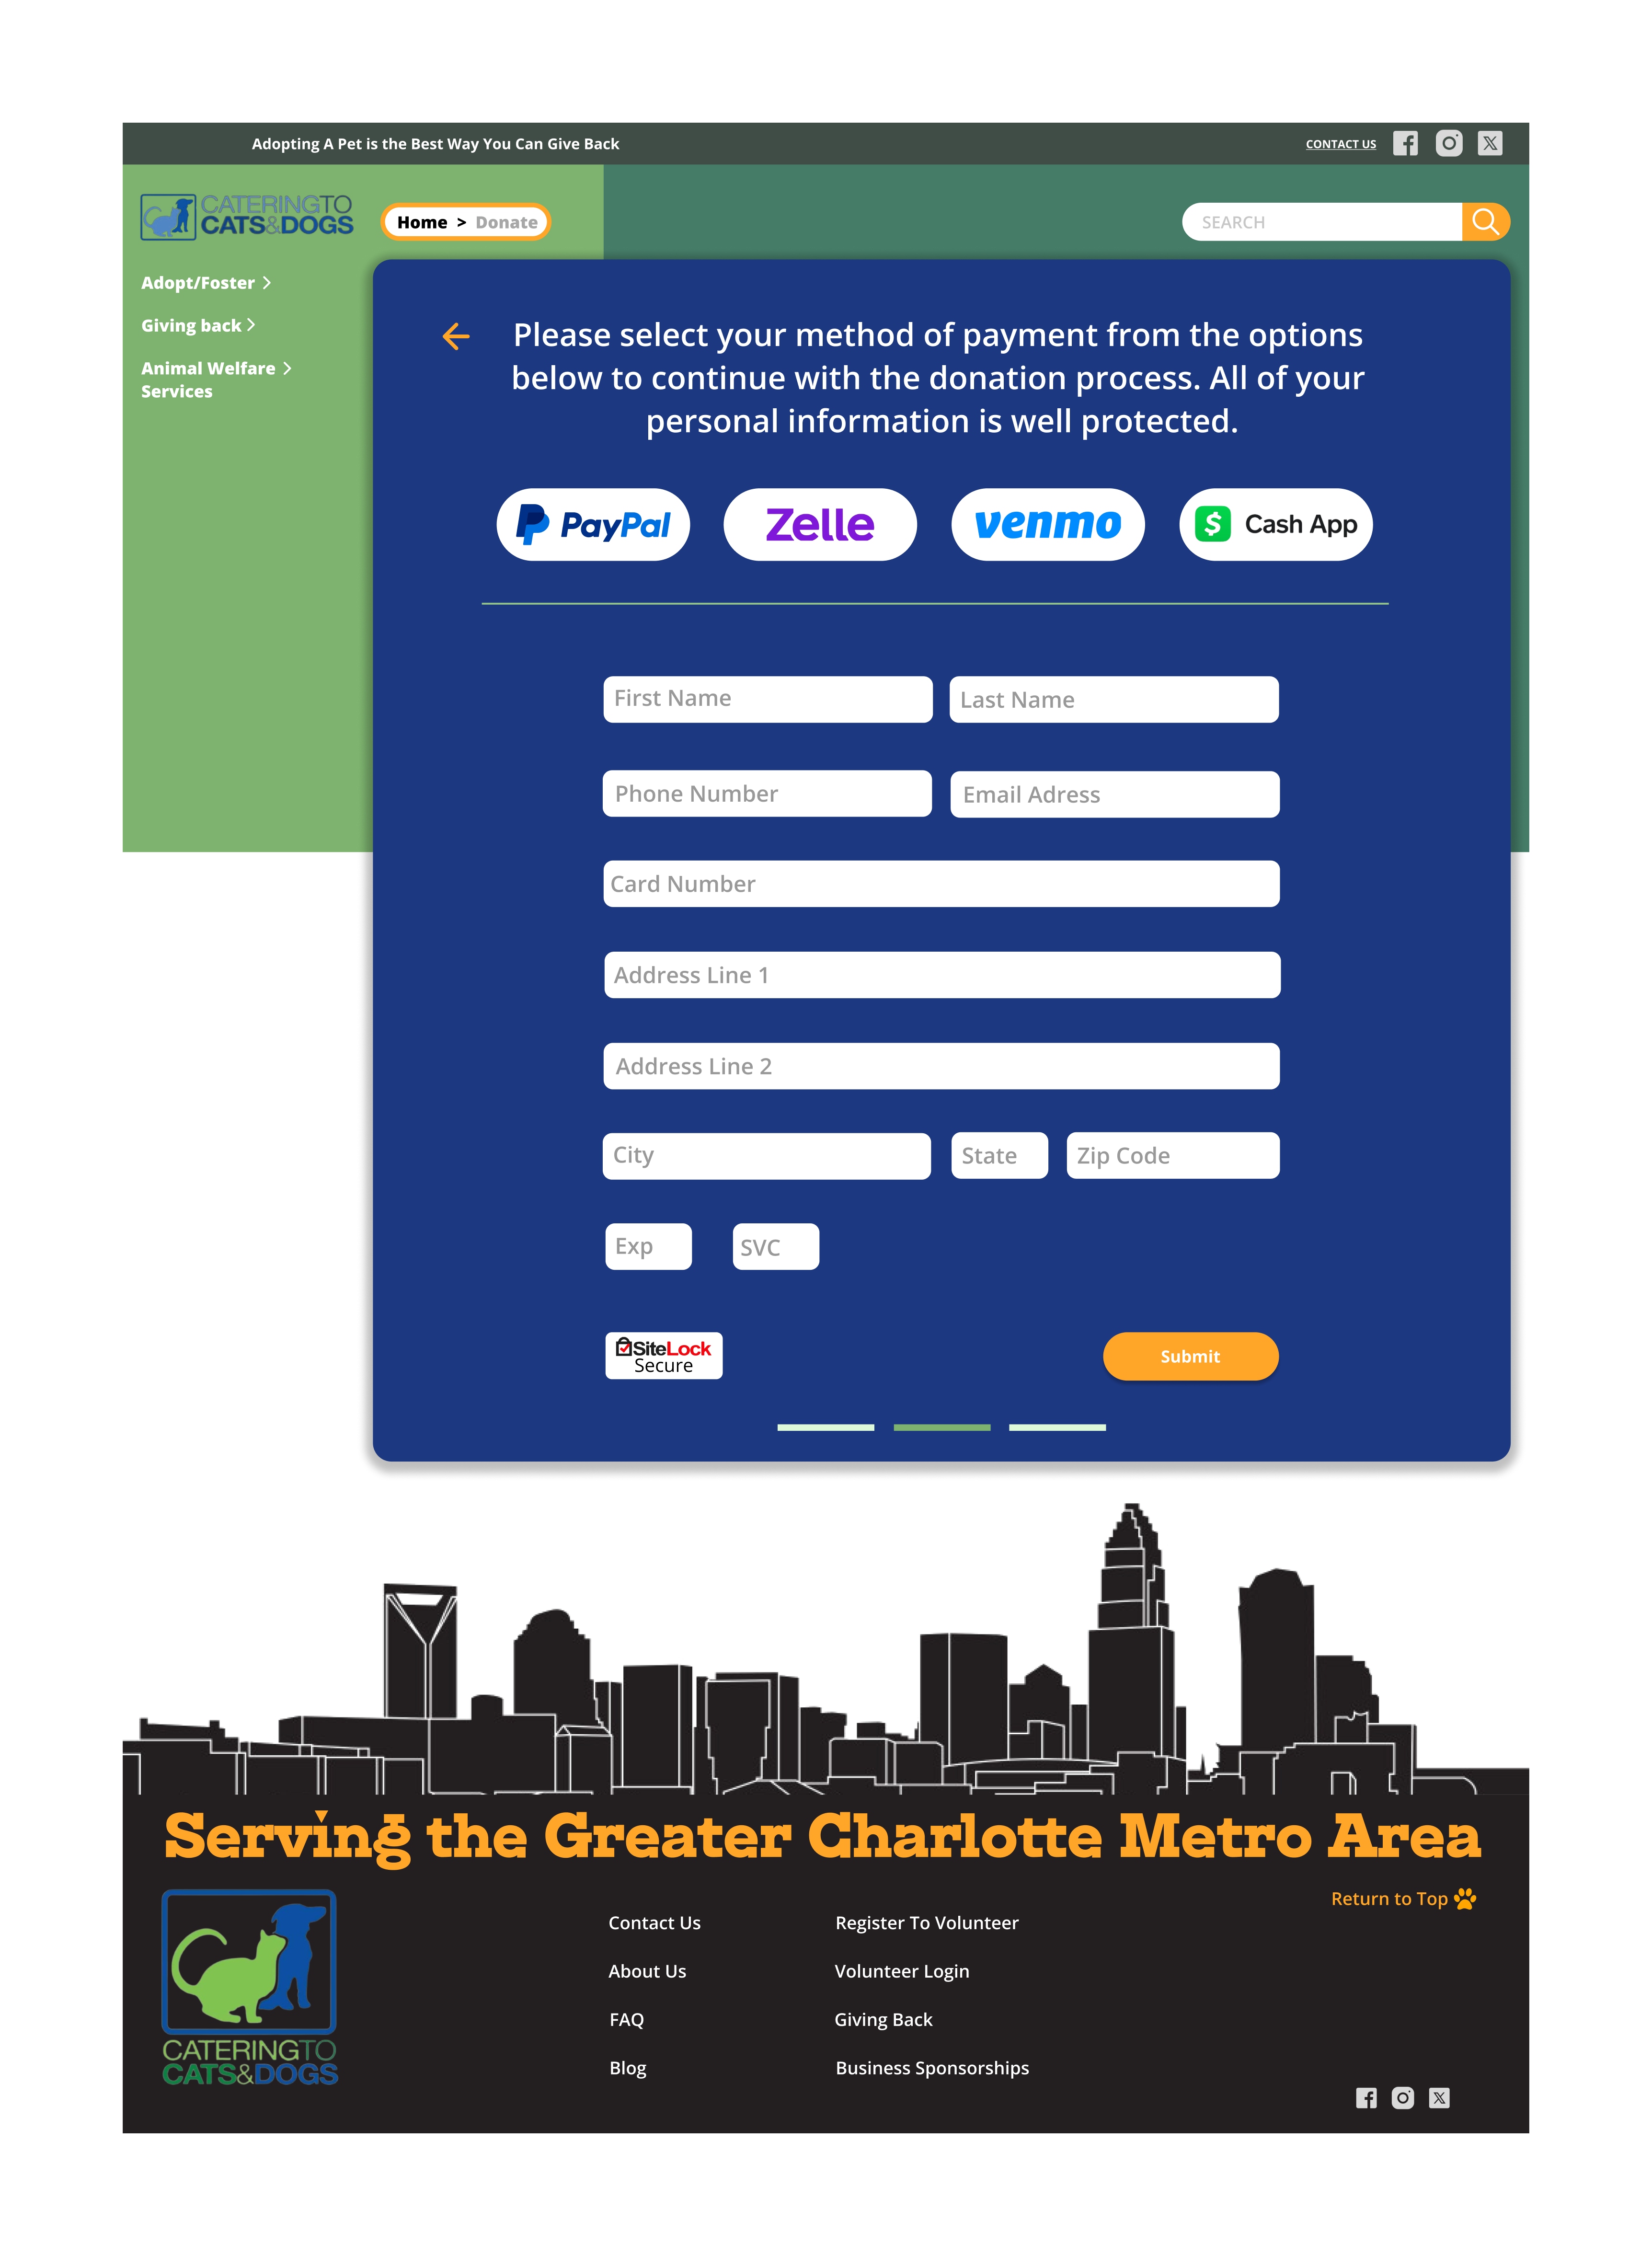 Adopting A Pet is the Best Way You Can Give Back
CONTACT US
CATERINGTO
CATS&DOGS
Home > Donate
SEARCH
Adopt/Foster >
Giving back >
Animal Welfare >
Services
Please select your method of payment from the options
below to continue with the donation process. All of your
personal information is well protected.
PayPal
Zelle
venmo
$ Cash App
First Name
Last Name
Phone Number
Email Adress
Card Number
Address Line 1
Address Line 2
City
State
Zip Code
Exp
SVC
SiteLock
Secure
Submit
Serving the Greater Charlotte Metro Area
Return to Top
Contact Us
Register To Volunteer
About Us
Volunteer Login
FAQ
Giving Back
Blog
Business Sponsorships
CATERINGTO
CATS&DOGS